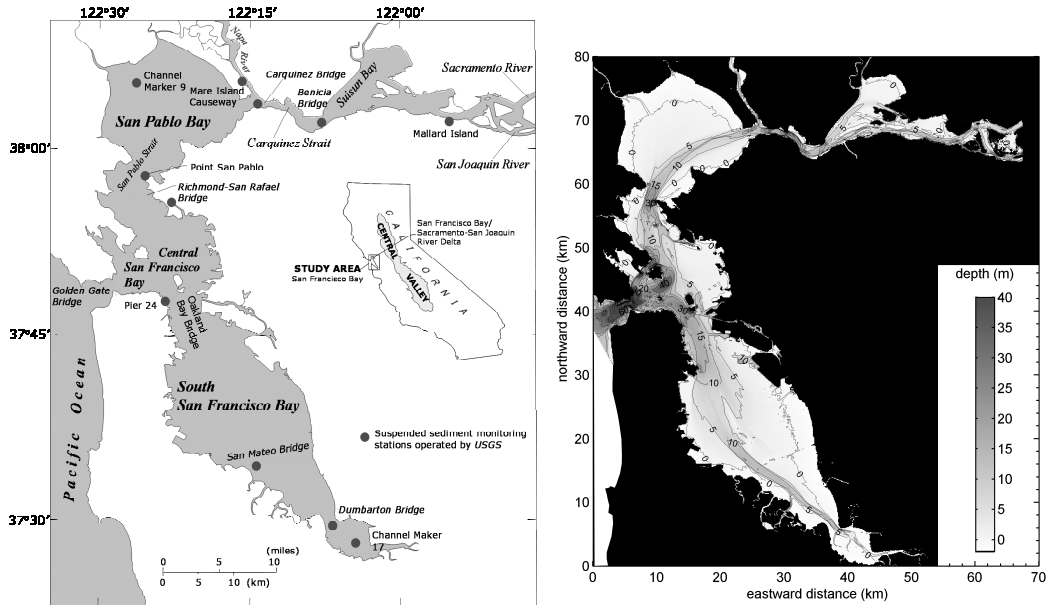 122°30' 122°15' 122°00'
Napa River
Channel
Marker 9
Mare Island
Causeway
Carquinez Bridge
Benicia
Bridge
Suisun Bay
Sacramento River
San Pablo Bay
Carquinez Strait
Mallard Island
38°00'
San Pablo Strait
Point San Pablo
San Joaquin River
Richmond-San Rafael
Bridge
CALIFORNIA
CENTRAL
VALLEY
San Francisco Bay/
Sacramento-San Joaquin
River Delta
STUDY AREA
San Francisco Bay
Central
San Francisco
Bay
Golden Gate
Bridge
Pier 24
Oakland
Bay Bridge
37°45'
Pacific Ocean
South
San Francisco Bay
Suspended sediment monitoring
stations operated by USGS
San Mateo Bridge
Dumbarton Bridge
37°30'
Channel Maker
17
(miles)
0 5 10
0 5 10 (km)
80
70
60
50
40
30
20
10
0
northward distance (km)
0 10 20 30 40 50 60 70
eastward distance (km)
depth (m)
40
35
30
25
20
15
10
5
0